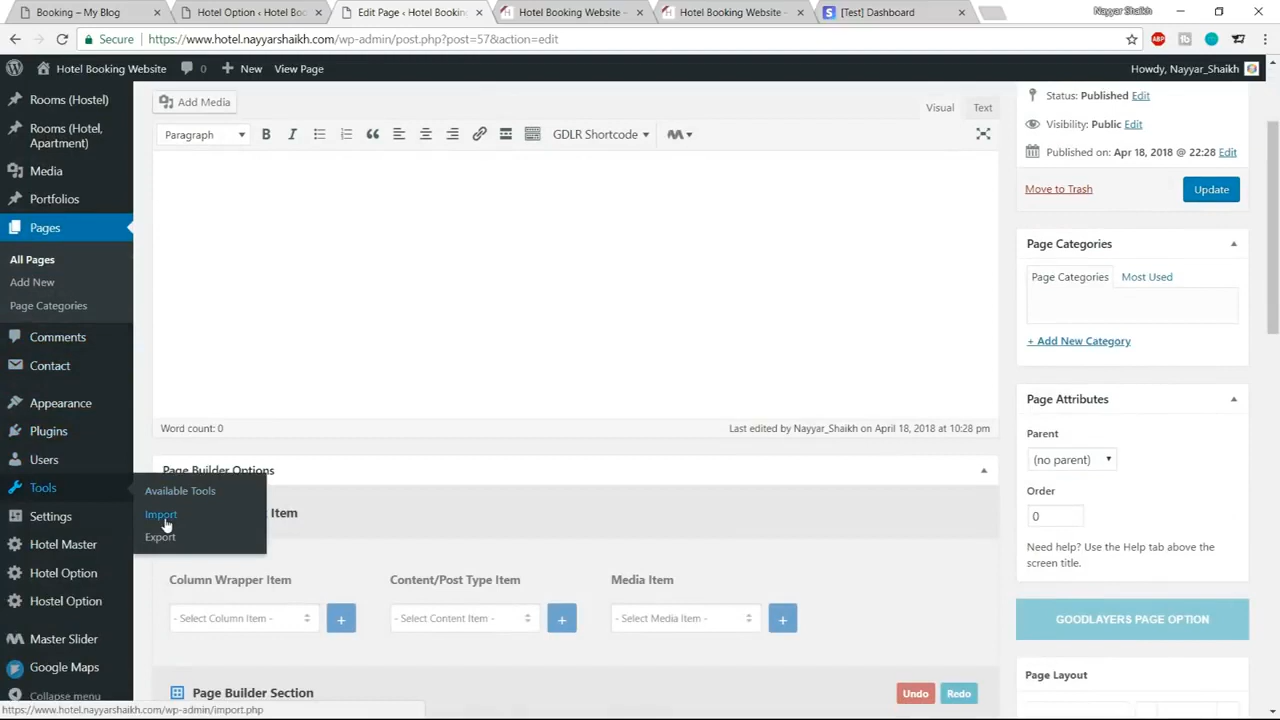 Booking – My Blog
Hotel Option ‹ Hotel Boo
Edit Page ‹ Hotel Booking
Hotel Booking Website -
Hotel Booking Website -
[Test] Dashboard
Nayyar Shaikh
Secure
https://www.hotel.nayyarshaikh.com/wp-admin/post.php?post=57&action=edit
Hotel Booking Website
0
New
View Page
Howdy, Nayyar_Shaikh
Rooms (Hostel)
Rooms (Hotel,
Apartment)
Media
Portfolios
Pages
All Pages
Add New
Page Categories
Comments
Contact
Appearance
Plugins
Users
Tools
Settings
Hotel Master
Hotel Option
Hostel Option
Master Slider
Google Maps
Collapse menu
Available Tools
Import
Export
Add Media
Visual
Text
Paragraph
GDLR Shortcode
Word count: 0
Last edited by Nayyar_Shaikh on April 18, 2018 at 10:28 pm
Page Builder Options
Item
Column Wrapper Item
Content/Post Type Item
Media Item
- Select Column Item -
- Select Content Item -
- Select Media Item -
Page Builder Section
Undo
Redo
Status: Published Edit
Visibility: Public Edit
Published on: Apr 18, 2018 @ 22:28 Edit
Move to Trash
Update
Page Categories
Page Categories
Most Used
+ Add New Category
Page Attributes
Parent
(no parent)
Order
0
Need help? Use the Help tab above the
screen title.
GOODLAYERS PAGE OPTION
Page Layout
https://www.hotel.nayyarshaikh.com/wp-admin/import.php